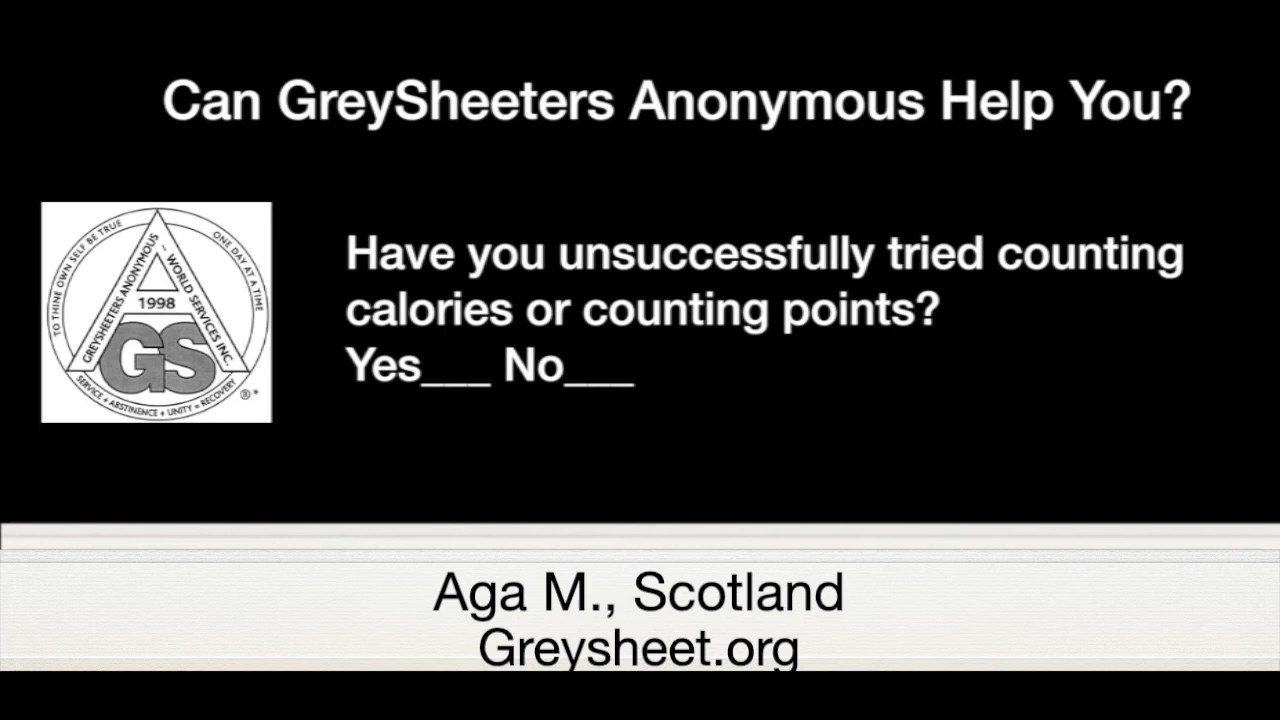 Can GreySheeters Anonymous Help You?
TO THINE OWN SELF BE TRUE
ONE DAY AT A TIME
GREYSHEETERS ANONYMOUS – WORLD SERVICES INC.
1998
GS
SERVICE + ABSTINENCE + UNITY = RECOVERY
®*
Have you unsuccessfully tried counting
calories or counting points?
Yes___ No___
Aga M., Scotland
Greysheet.org